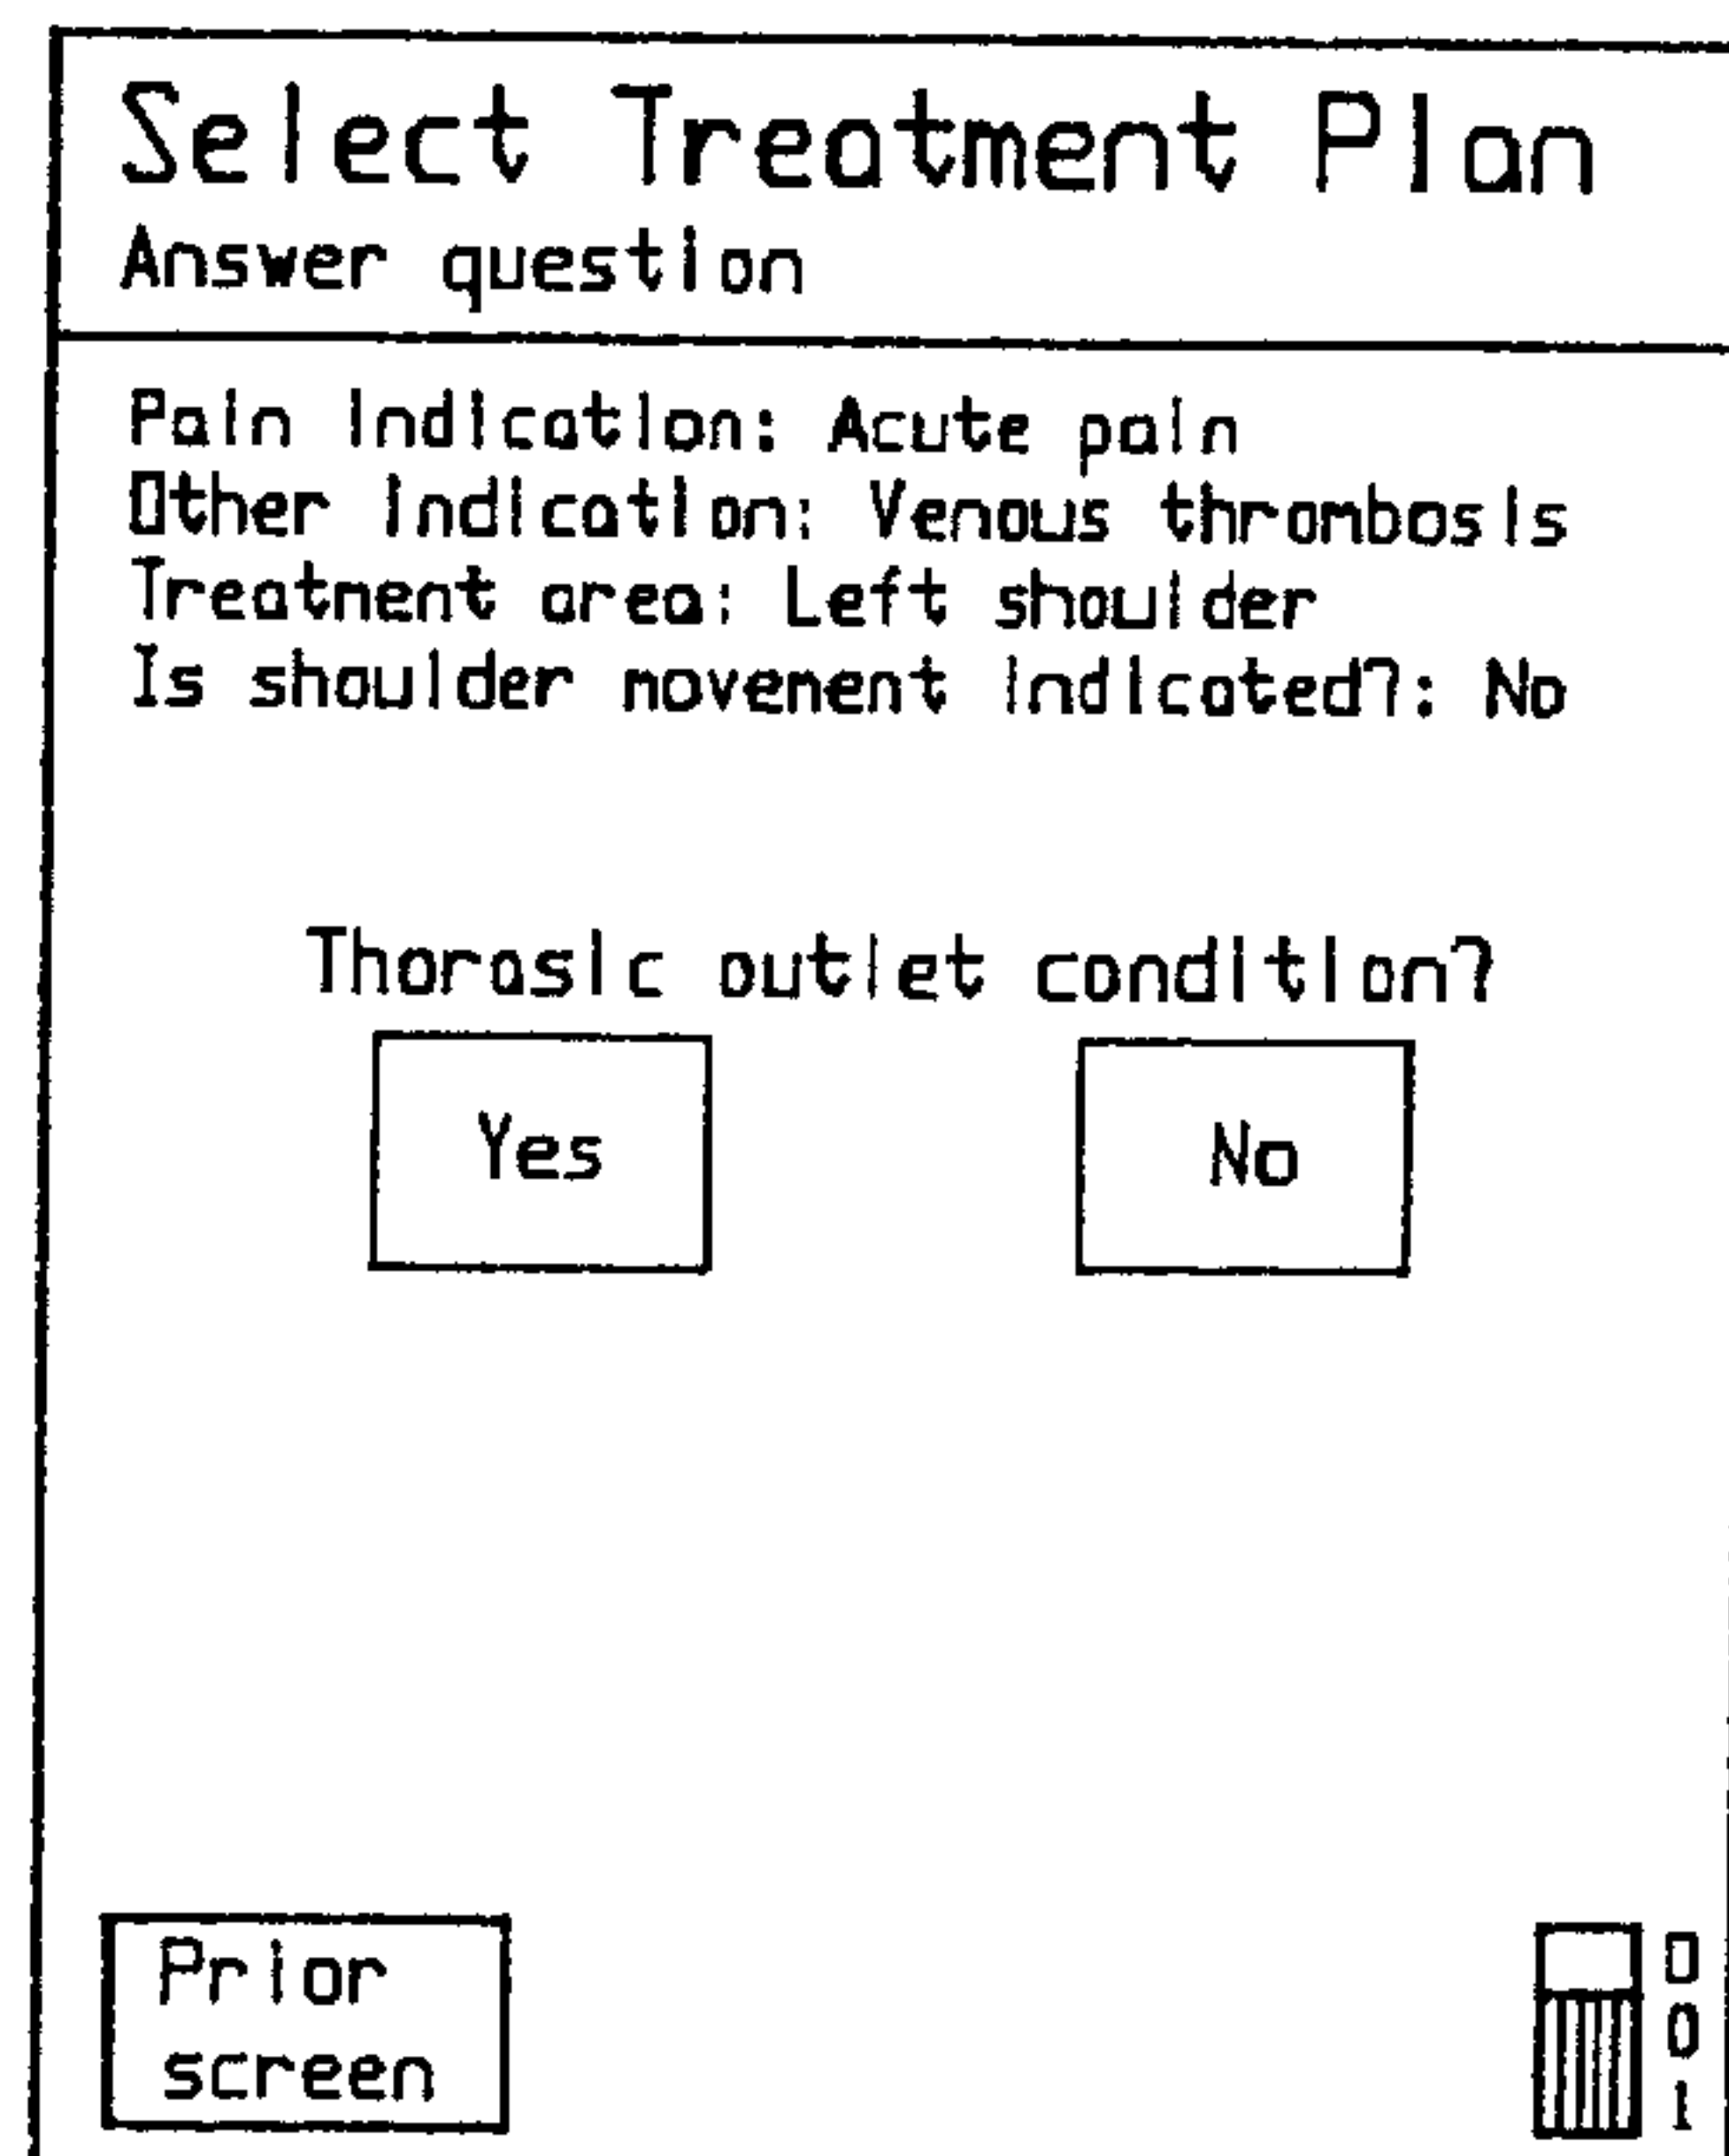 Select Treatment Plan
Answer question
Pain indication: Acute pain
Other indication: Venous thrombosis
Treatment area: Left shoulder
Is shoulder movement indicated?: No
Thorasic outlet condition?
Yes
No
Prior
screen
0
0
1